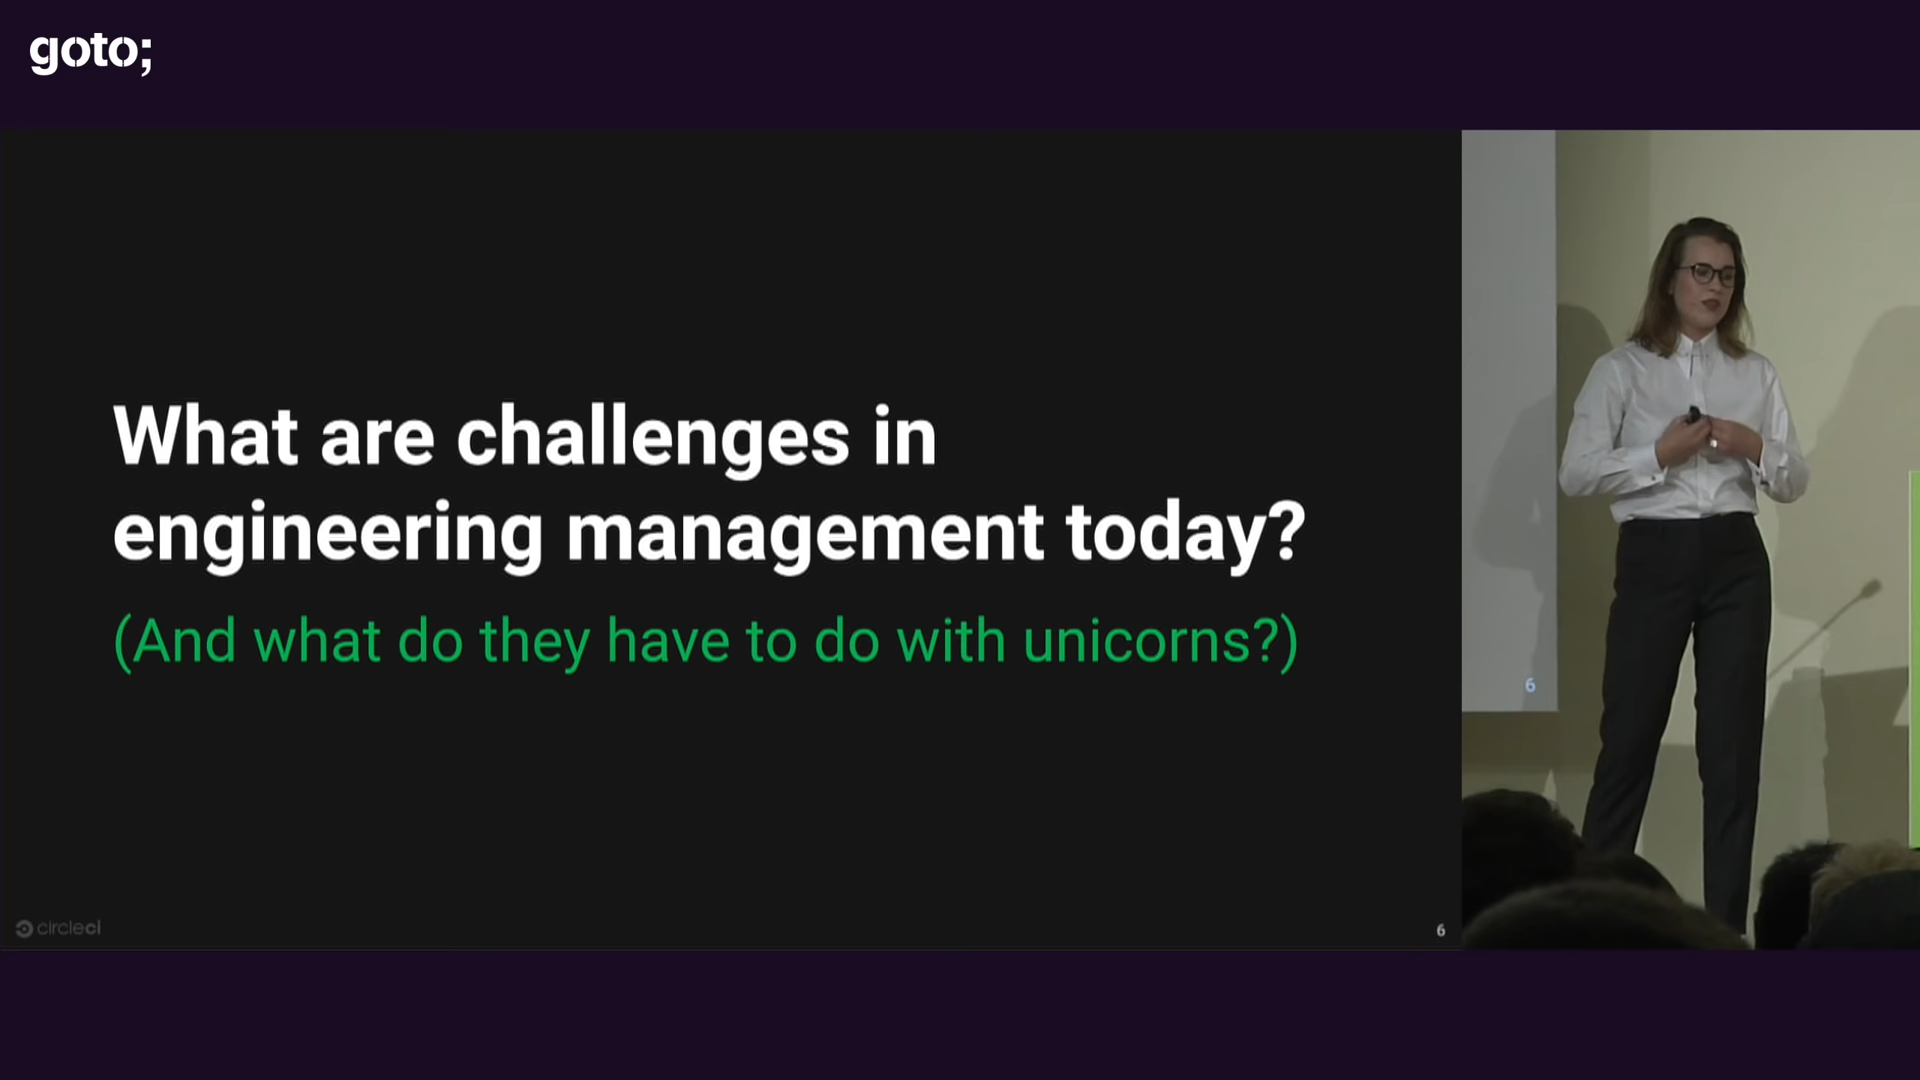 goto;
What are challenges in
engineering management today?
(And what do they have to do with unicorns?)
circleci
6
6